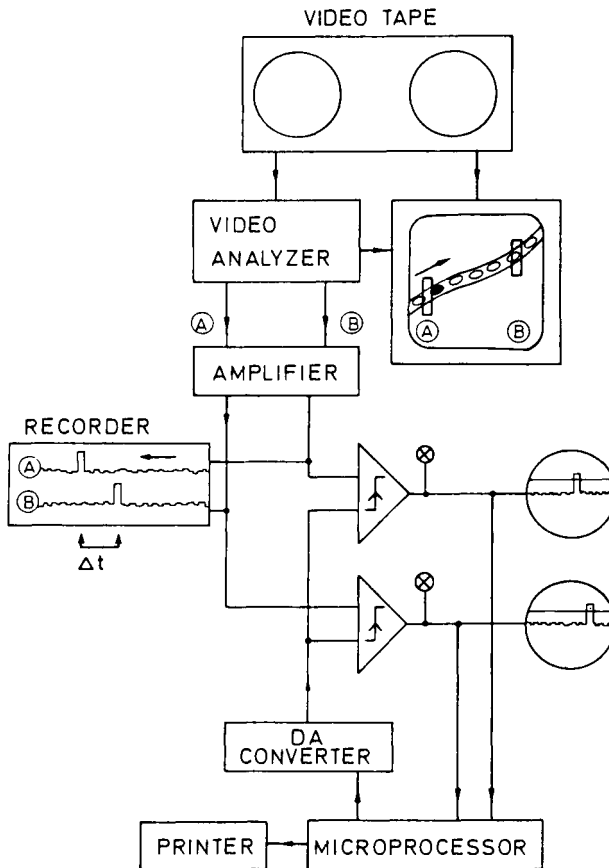 VIDEO TAPE
VIDEO
ANALYZER
A
B
A
B
AMPLIFIER
RECORDER
A
B
Δt
DA
CONVERTER
PRINTER
MICROPROCESSOR